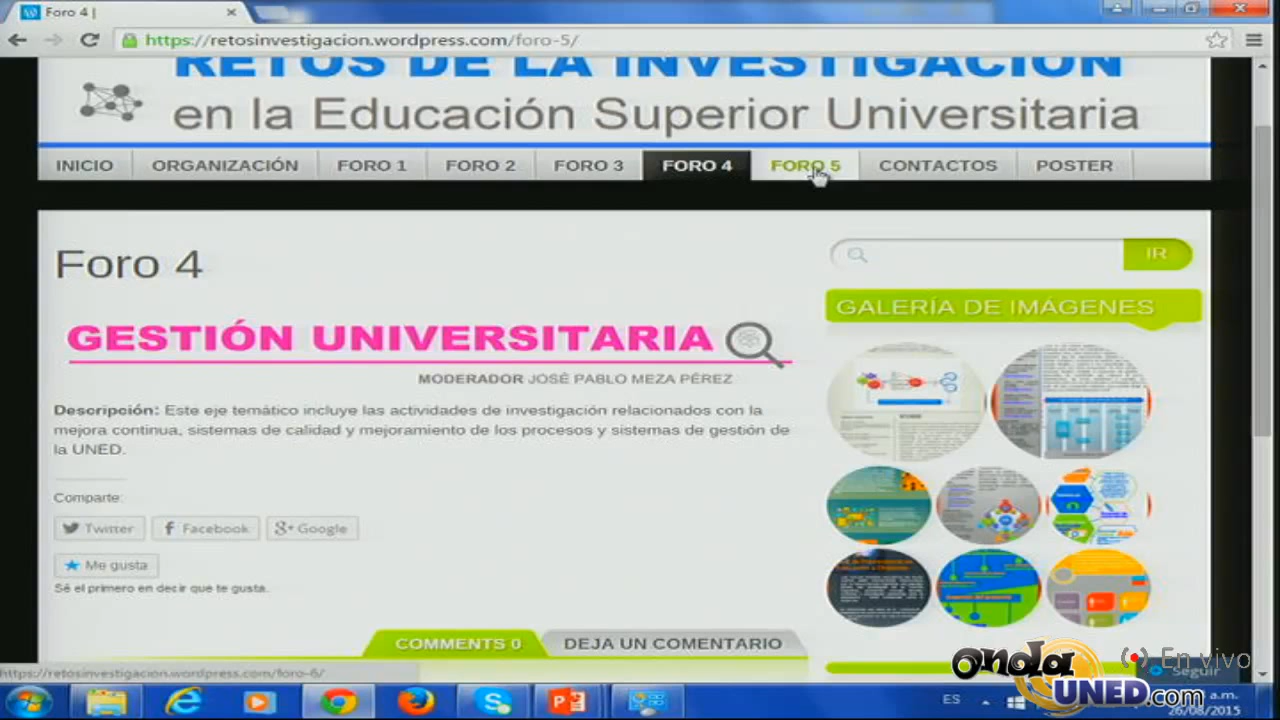 Foro 4 |
https://retosinvestigacion.wordpress.com/foro-5/
RETOS DE LA INVESTIGACIÓN
en la Educación Superior Universitaria
INICIO ORGANIZACIÓN FORO 1 FORO 2 FORO 3 FORO 4 FORO 5 CONTACTOS POSTER
Foro 4
IR
GALERÍA DE IMÁGENES
GESTIÓN UNIVERSITARIA
MODERADOR JOSÉ PABLO MEZA PÉREZ
Descripción: Este eje temático incluye las actividades de investigación relacionados con la
mejora continua, sistemas de calidad y mejoramiento de los procesos y sistemas de gestión de
la UNED.
Comparte:
Twitter Facebook Google
Me gusta
Sé el primero en decir que te gusta.
COMMENTS 0 DEJA UN COMENTARIO
https://retosinvestigacion.wordpress.com/foro-6/
onda UNED.com
En vivo
Seguir
ES
a.m.
26/08/2015